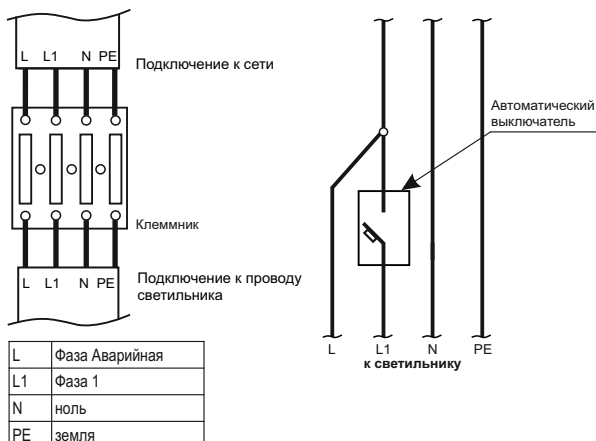 L L1 N PE
Подключение к сети
Клеммник
L L1 N PE
Подключение к проводу
светильника
L Фаза Аварийная
L1 Фаза 1
N ноль
PE земля
Автоматический
выключатель
L L1 N PE
к светильнику